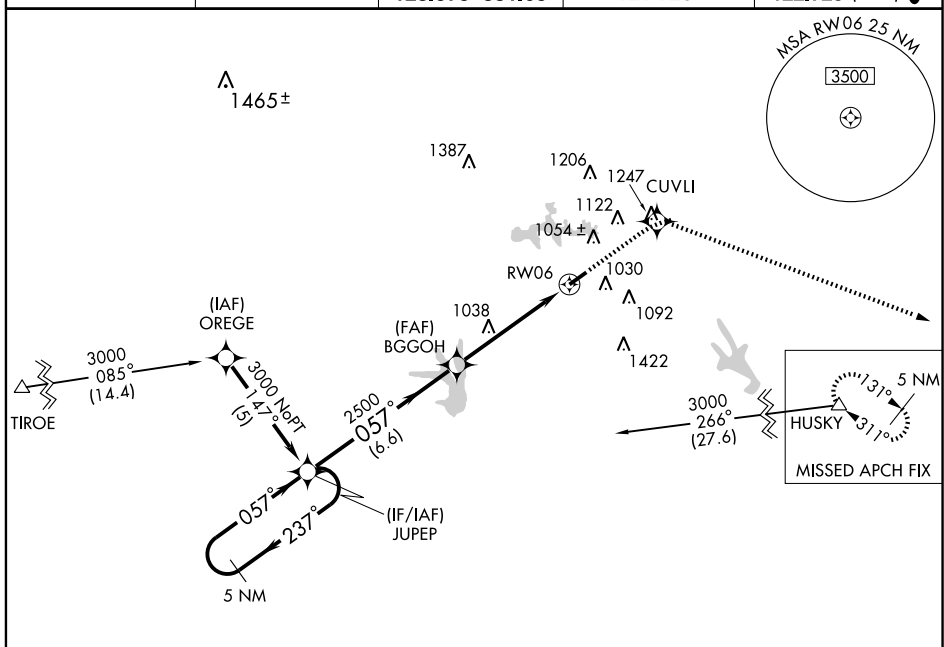 MSA RW06 25 NM
3500
1465±
1387
1206
1247
CUVLI
1122
1054±
RW06
1030
1092
1038
1422
(IAF)
OREGE
(FAF)
BGGOH
3000
085°
(14.4)
TIROE
3000 NoPT
147°
(5)
2500
057°
(6.6)
3000
266°
(27.6)
HUSKY
131°
311°
5 NM
MISSED APCH FIX
057°
237°
(IF/IAF)
JUPEP
5 NM